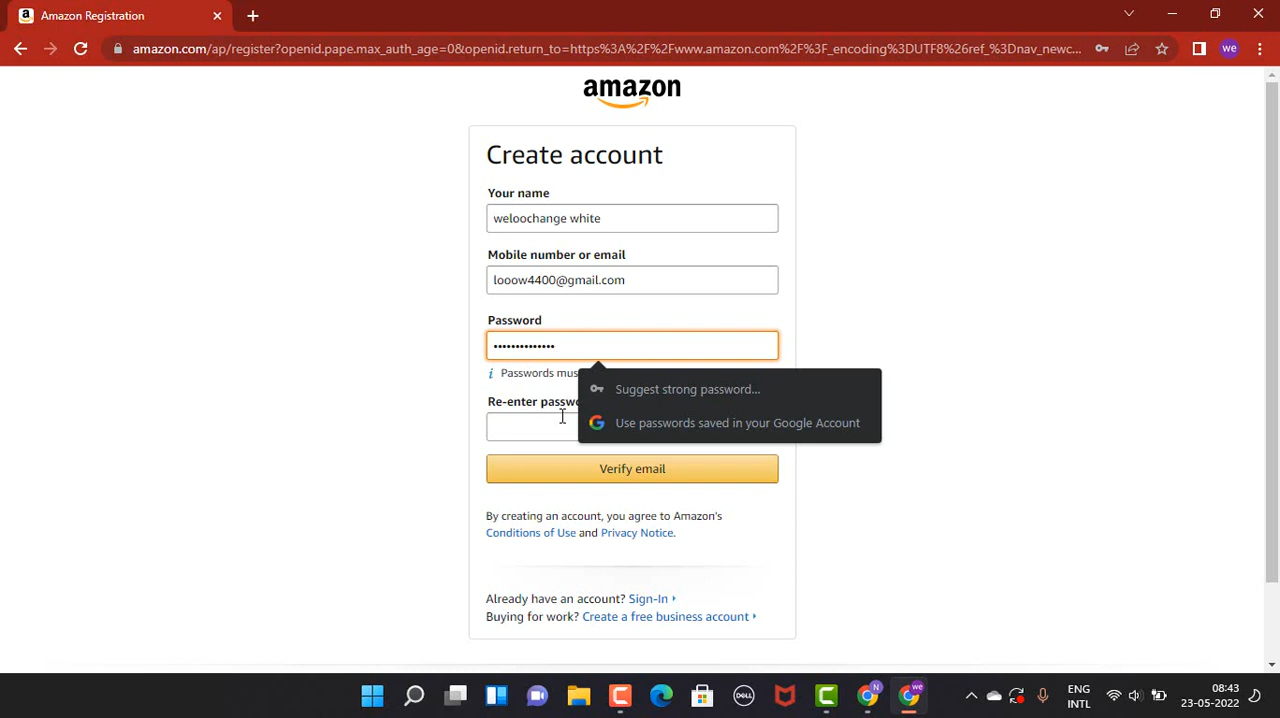 Amazon Registration
amazon.com/ap/register?openid.pape.max_auth_age=0&openid.return_to=https%3A%2F%2Fwww.amazon.com%2F%3F_encoding%3DUTF8%26ref_%3Dnav_newc...
we
amazon
Create account
Your name
weloochange white
Mobile number or email
looow4400@gmail.com
Password
••••••••••••••
i Passwords mus
Suggest strong password...
Re-enter passwo
Use passwords saved in your Google Account
Verify email
By creating an account, you agree to Amazon's
Conditions of Use and Privacy Notice.
Already have an account? Sign-In
Buying for work? Create a free business account
DELL
N
we
ENG
INTL
08:43
23-05-2022